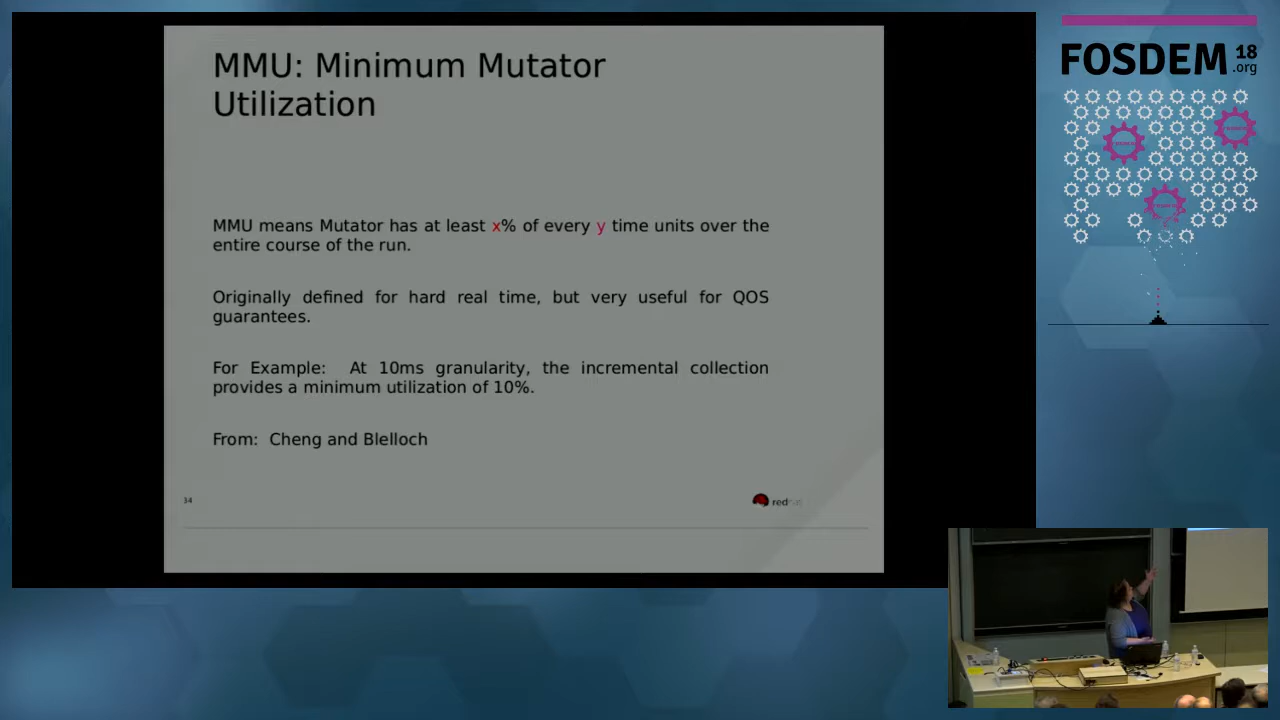 MMU: Minimum Mutator
Utilization
MMU means Mutator has at least x% of every y time units over the
entire course of the run.
Originally defined for hard real time, but very useful for QOS
guarantees.
For Example: At 10ms granularity, the incremental collection
provides a minimum utilization of 10%.
From: Cheng and Blelloch
34
redhat
FOSDEM 18
.org